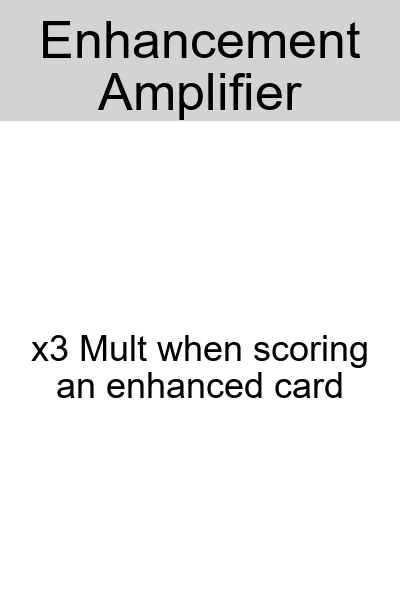 Enhancement
Amplifier
x3 Mult when scoring
an enhanced card